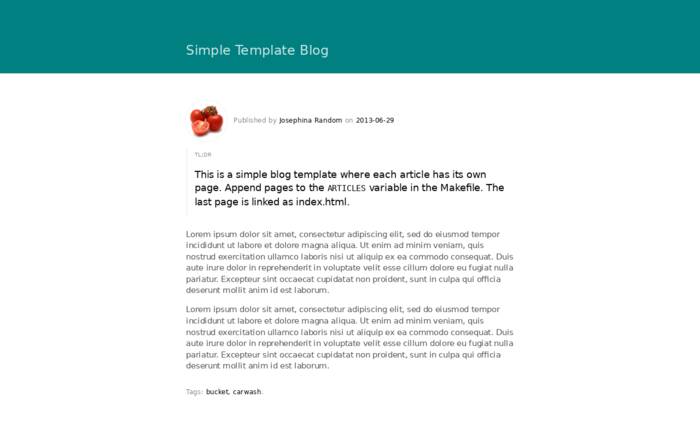 Simple Template Blog
Published by Josephina Random on 2013-06-29
TL;DR
This is a simple blog template where each article has its own
page. Append pages to the ARTICLES variable in the Makefile. The
last page is linked as index.html.
Lorem ipsum dolor sit amet, consectetur adipiscing elit, sed do eiusmod tempor
incididunt ut labore et dolore magna aliqua. Ut enim ad minim veniam, quis
nostrud exercitation ullamco laboris nisi ut aliquip ex ea commodo consequat. Duis
aute irure dolor in reprehenderit in voluptate velit esse cillum dolore eu fugiat nulla
pariatur. Excepteur sint occaecat cupidatat non proident, sunt in culpa qui officia
deserunt mollit anim id est laborum.
Lorem ipsum dolor sit amet, consectetur adipiscing elit, sed do eiusmod tempor
incididunt ut labore et dolore magna aliqua. Ut enim ad minim veniam, quis
nostrud exercitation ullamco laboris nisi ut aliquip ex ea commodo consequat. Duis
aute irure dolor in reprehenderit in voluptate velit esse cillum dolore eu fugiat nulla
pariatur. Excepteur sint occaecat cupidatat non proident, sunt in culpa qui officia
deserunt mollit anim id est laborum.
Tags: bucket, carwash.